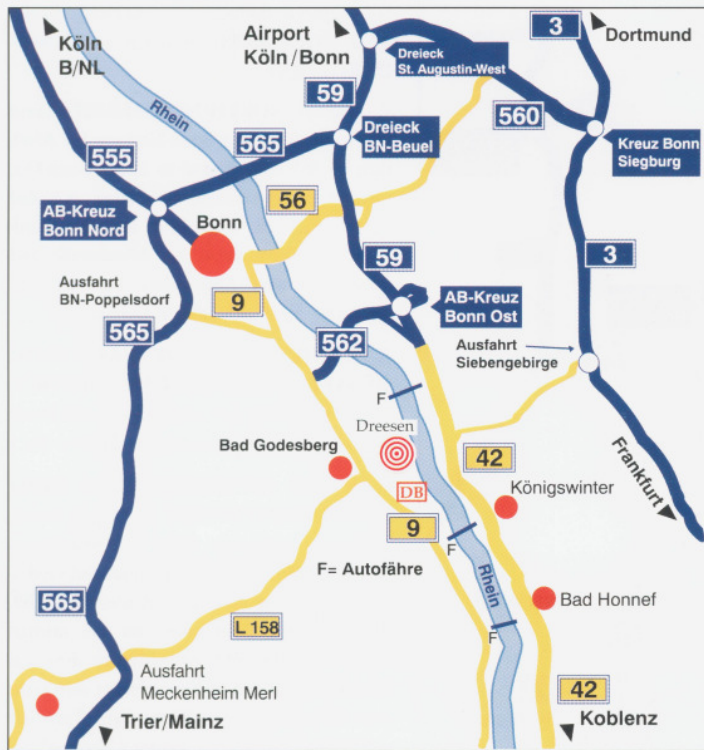 Köln
B/NL
Airport
Köln/Bonn
3
Dortmund
Dreieck
St. Augustin-West
Rhein
59
560
565
Dreieck
BN-Beuel
Kreuz Bonn
Siegburg
555
56
AB-Kreuz
Bonn Nord
Bonn
59
3
Ausfahrt
BN-Poppelsdorf
9
AB-Kreuz
Bonn Ost
565
562
Ausfahrt
Siebengebirge
F
Dreesen
Bad Godesberg
42
Frankfurt
DB
Königswinter
9
F
F= Autofähre
Rhein
565
Bad Honnef
L 158
F
Ausfahrt
Meckenheim Merl
42
Trier/Mainz
Koblenz